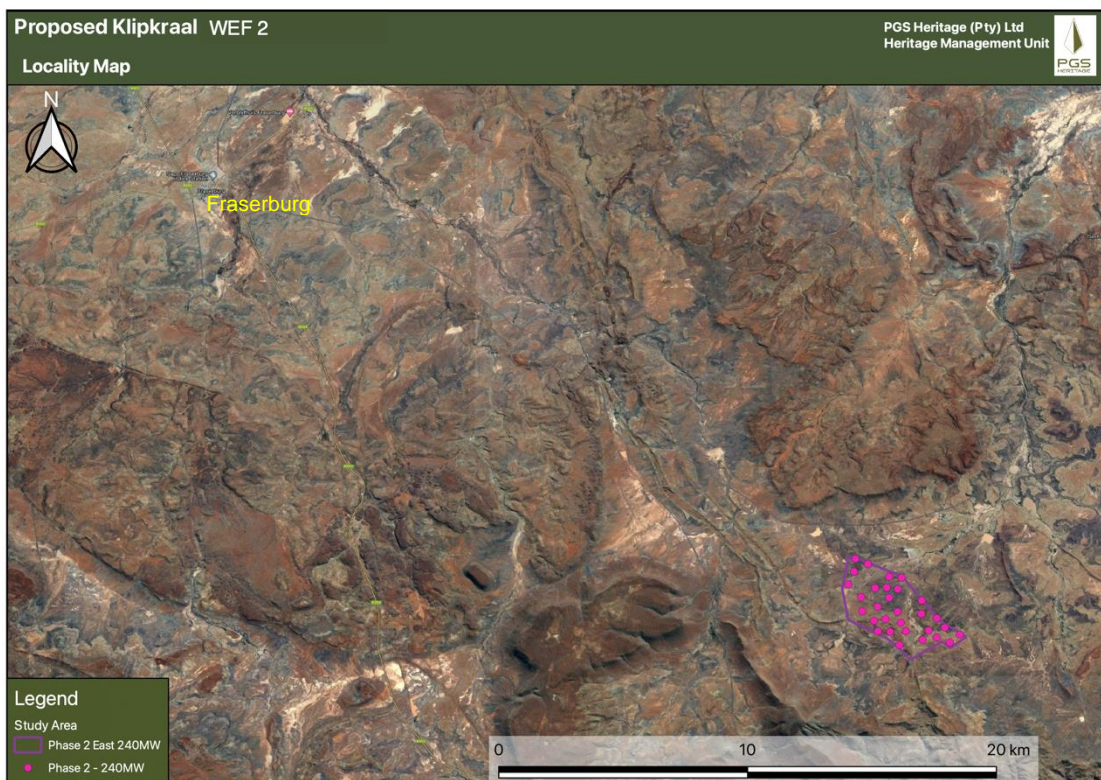 Proposed Klipkraal WEF 2
PGS Heritage (Pty) Ltd
Heritage Management Unit
PGS
HERITAGE
Locality Map
N
Fraserburg
Legend
Study Area
Phase 2 East 240MW
Phase 2 - 240MW
0 10 20 km